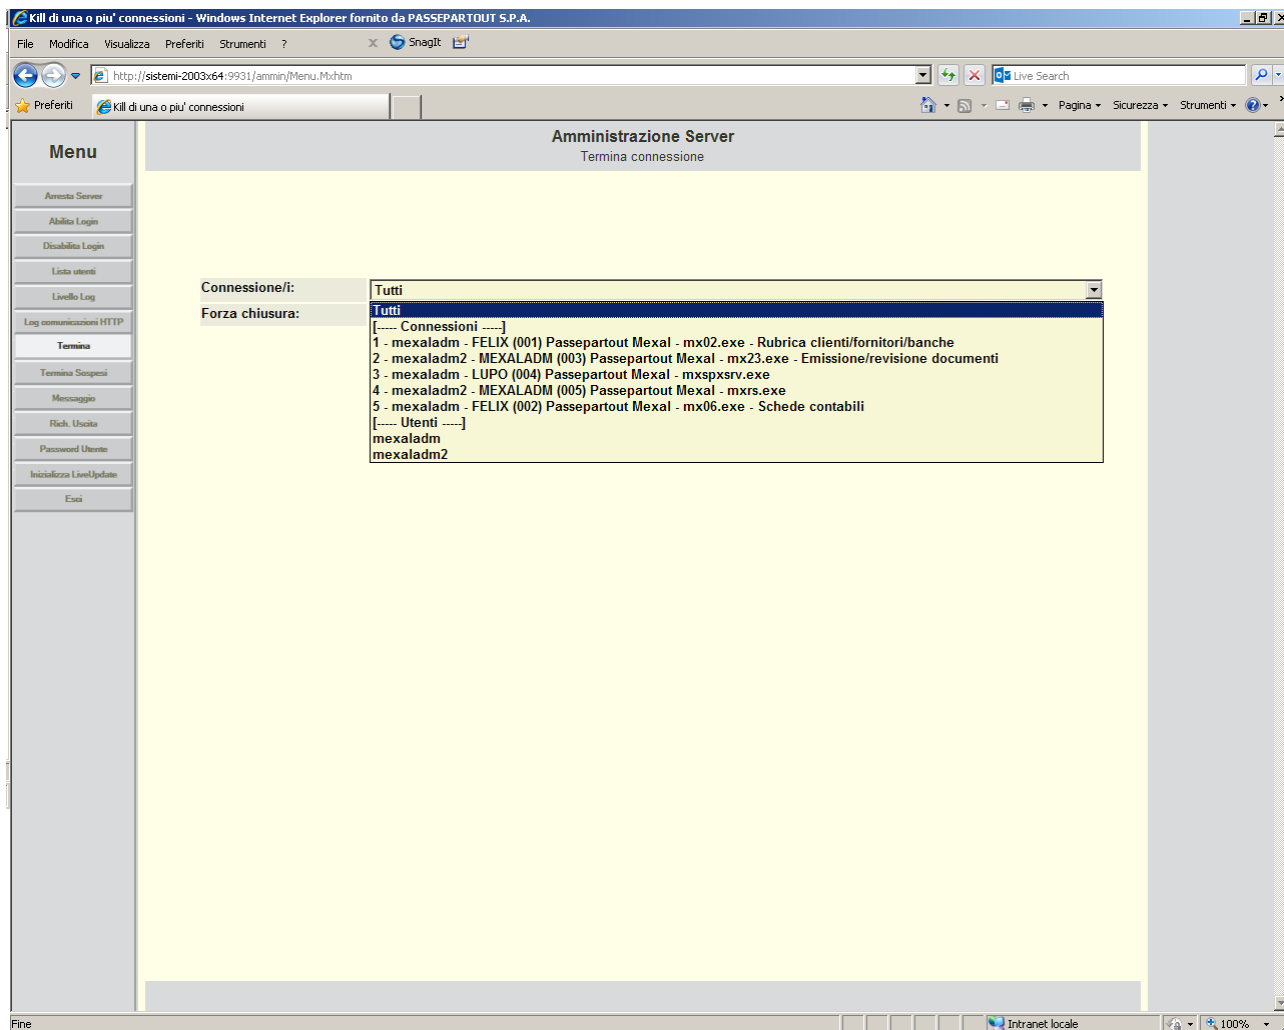 Kill di una o piu' connessioni - Windows Internet Explorer fornito da PASSEPARTOUT S.P.A.
File Modifica Visualizza Preferiti Strumenti ? x SnagIt
http://sistemi-2003x64:9931/ammin/Menu.Mxhtm
Live Search
Preferiti
Kill di una o piu' connessioni
Pagina Sicurezza Strumenti
Menu
Arresta Server
Abilita Login
Disabilita Login
Lista utenti
Livello Log
Log comunicazioni HTTP
Termina
Termina Sospesi
Messaggio
Rich. Uscita
Password Utente
Inizializza LiveUpdate
Esci
Amministrazione Server
Termina connessione
Connessione/i:
Tutti
Forza chiusura:
Tutti
[----- Connessioni -----]
1 - mexaladm - FELIX (001) Passepartout Mexal - mx02.exe - Rubrica clienti/fornitori/banche
2 - mexaladm2 - MEXALADM (003) Passepartout Mexal - mx23.exe - Emissione/revisione documenti
3 - mexaladm - LUPO (004) Passepartout Mexal - mxspxsrv.exe
4 - mexaladm2 - MEXALADM (005) Passepartout Mexal - mxrs.exe
5 - mexaladm - FELIX (002) Passepartout Mexal - mx06.exe - Schede contabili
[----- Utenti -----]
mexaladm
mexaladm2
Fine
Intranet locale
100%